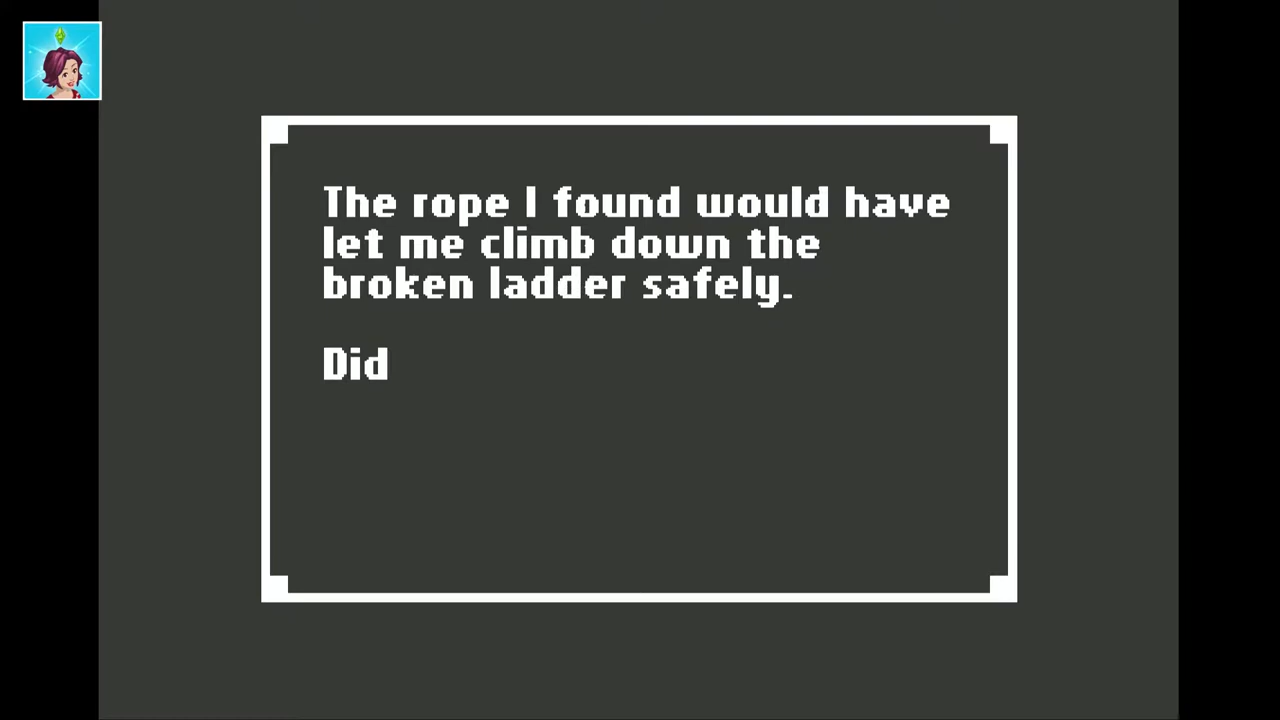 The rope I found would have
let me climb down the
broken ladder safely.
Did